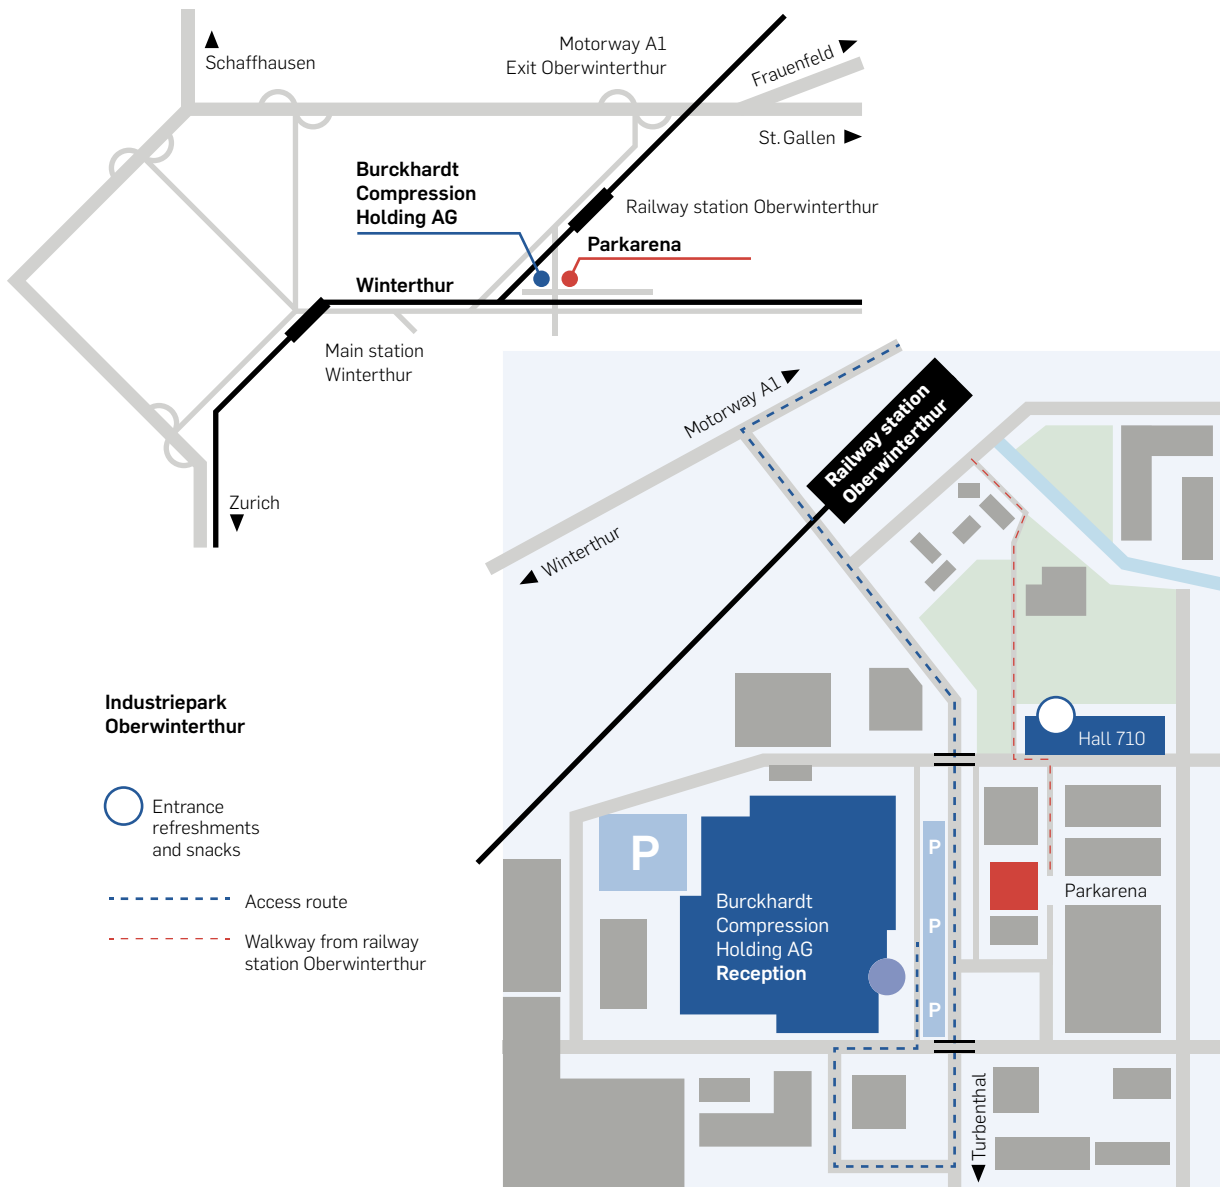 Schaffhausen
Motorway A1
Exit Oberwinterthur
Frauenfeld
St. Gallen
Burckhardt
Compression
Holding AG
Railway station Oberwinterthur
Parkarena
Winterthur
Main station
Winterthur
Zurich
Motorway A1
Railway station
Oberwinterthur
Winterthur
Industriepark
Oberwinterthur
Entrance
refreshments
and snacks
Access route
Walkway from railway
station Oberwinterthur
Hall 710
P
P
P
P
Burckhardt
Compression
Holding AG
Reception
Parkarena
Turbenthal